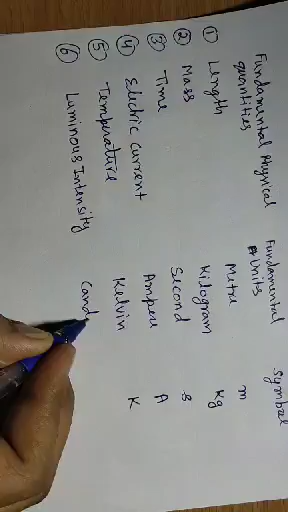 Fundamental Physical quantities Fundamental Units Symbol
① Length Metre m
② Mass Kilogram Kg
③ Time Second s
④ Electric Current Ampere A
⑤ Temperature Kelvin K
⑥ Luminous Intensity Cand